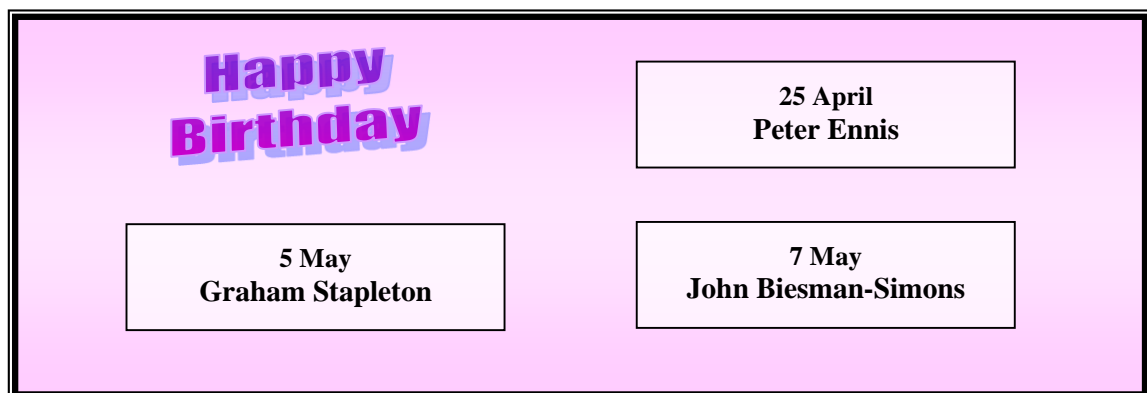 Happy
Birthday
25 April
Peter Ennis
5 May
Graham Stapleton
7 May
John Biesman-Simons